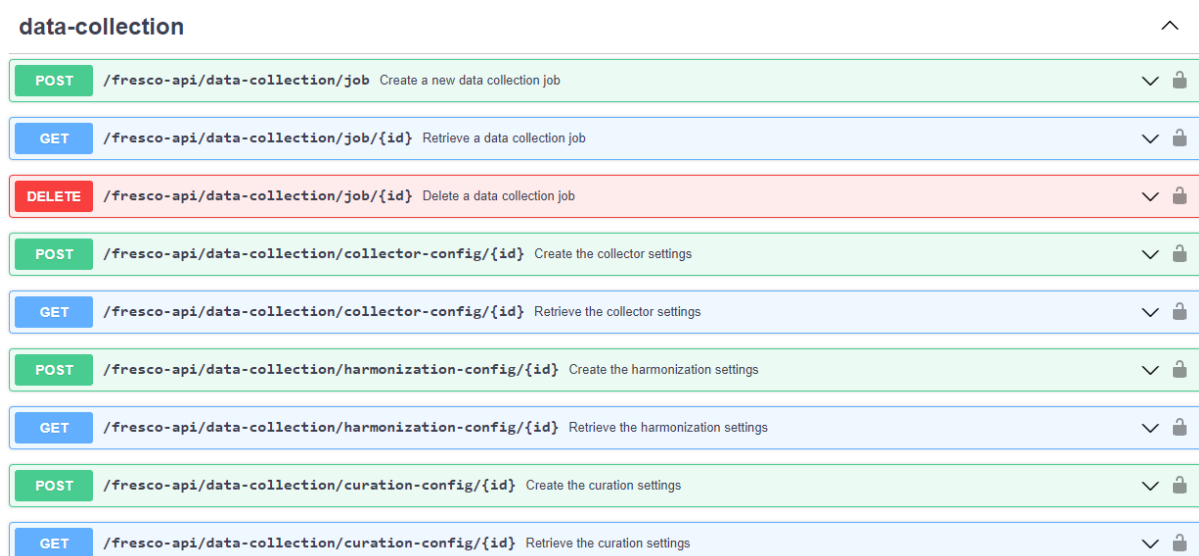 data-collection
POST /fresco-api/data-collection/job Create a new data collection job
GET /fresco-api/data-collection/job/{id} Retrieve a data collection job
DELETE /fresco-api/data-collection/job/{id} Delete a data collection job
POST /fresco-api/data-collection/collector-config/{id} Create the collector settings
GET /fresco-api/data-collection/collector-config/{id} Retrieve the collector settings
POST /fresco-api/data-collection/harmonization-config/{id} Create the harmonization settings
GET /fresco-api/data-collection/harmonization-config/{id} Retrieve the harmonization settings
POST /fresco-api/data-collection/curation-config/{id} Create the curation settings
GET /fresco-api/data-collection/curation-config/{id} Retrieve the curation settings